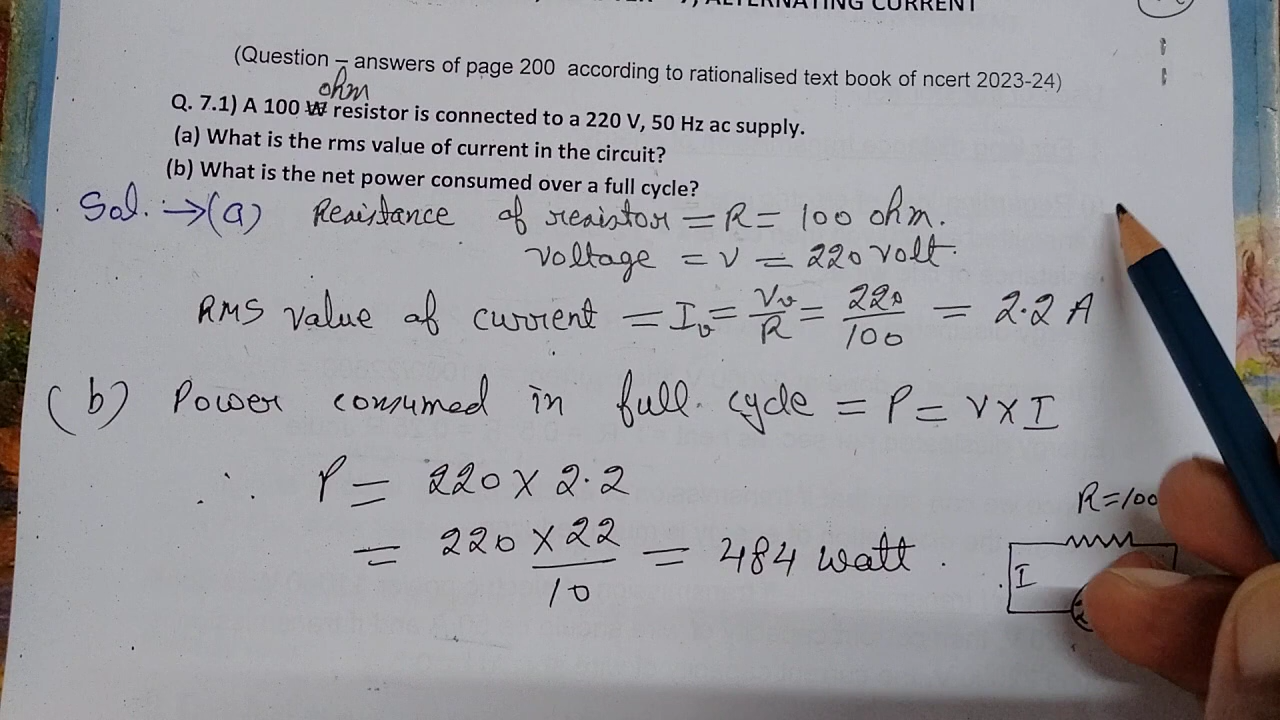 ALTERNATING CURRENT
(Question – answers of page 200 according to rationalised text book of ncert 2023-24)
ohm
Q. 7.1) A 100 W resistor is connected to a 220 V, 50 Hz ac supply.
(a) What is the rms value of current in the circuit?
(b) What is the net power consumed over a full cycle?
Sol. →(a) Resistance of resistor = R = 100 ohm.
Voltage = V = 220 volt.
RMS value of current = Iv = Vv/R = 220/100 = 2.2 A
(b) Power consumed in full cycle = P = V X I
∴ P = 220 X 2.2
= 220 X 22/10 = 484 watt.
R=100
I